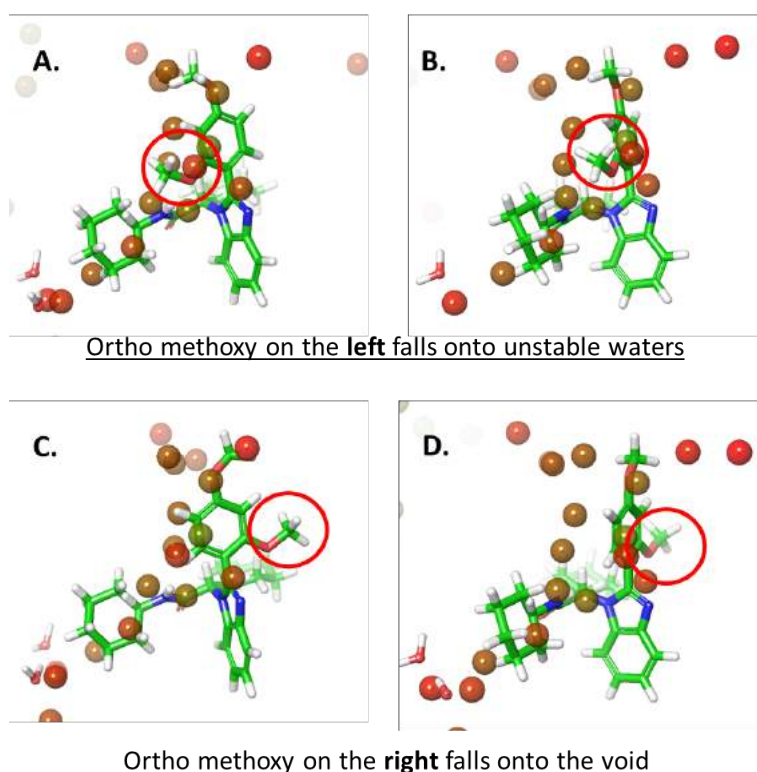 A.
B.
Ortho methoxy on the left falls onto unstable waters
C.
D.
Ortho methoxy on the right falls onto the void